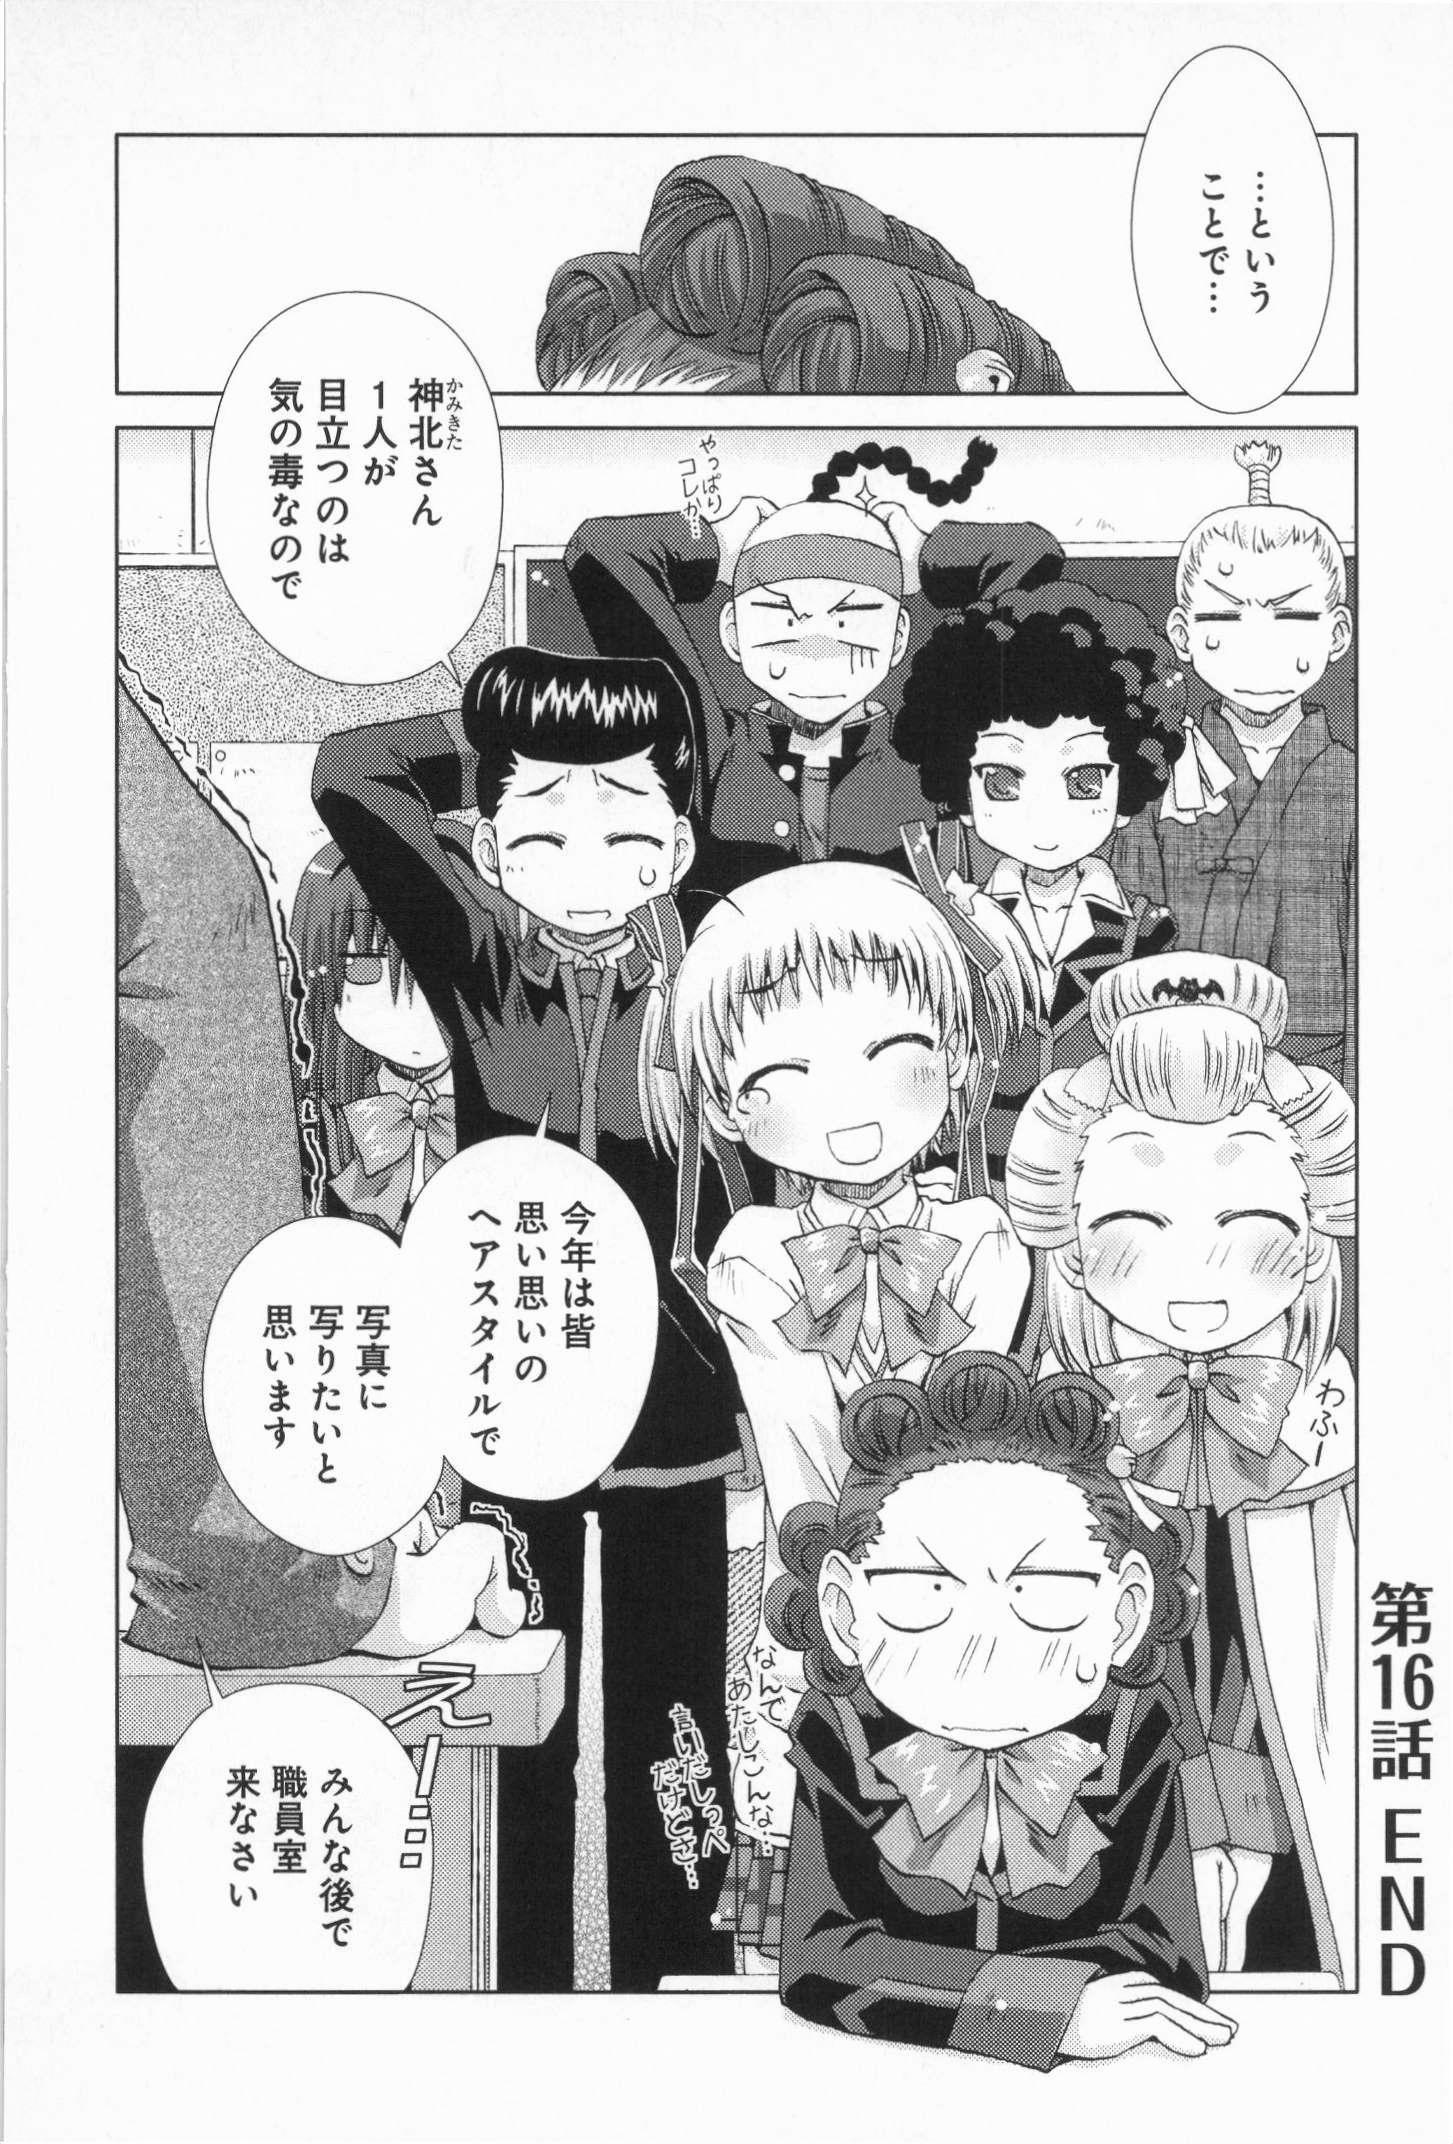 …という
ことで…
神北さん
かみきた
1人が
目立つのは
気の毒なので
やっぱり
コレか…
今年は皆
思い思いの
ヘアスタイルで
写真に
写りたいと
思います
わふー
なんで
あたしこんな…
言いだしっぺ
だけどさ…
えー…
みんな後で
職員室
来なさい
第16話 END